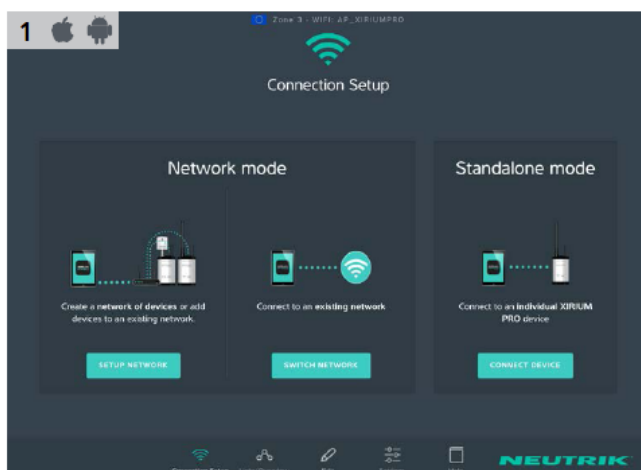 1
Zone 3 - WIFI: AP_XIRIUMPRO
Connection Setup
Network mode
Create a network of devices or add
devices to an existing network.
SETUP NETWORK
Connect to an existing network
SWITCH NETWORK
Standalone mode
Connect to an individual XIRIUM
PRO device
CONNECT DEVICE
NEUTRIK